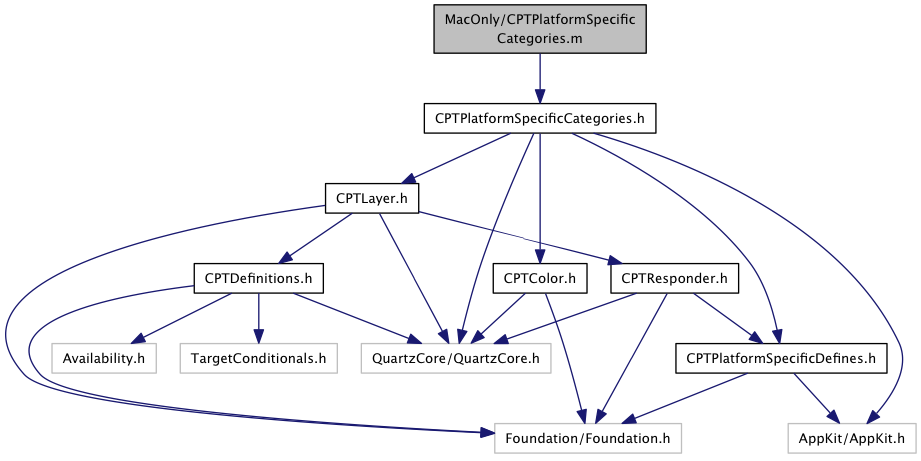 MacOnly/CPTPlatformSpecific
Categories.m
CPTPlatformSpecificCategories.h
CPTLayer.h
CPTDefinitions.h
CPTColor.h
CPTResponder.h
Availability.h
TargetConditionals.h
QuartzCore/QuartzCore.h
CPTPlatformSpecificDefines.h
Foundation/Foundation.h
AppKit/AppKit.h